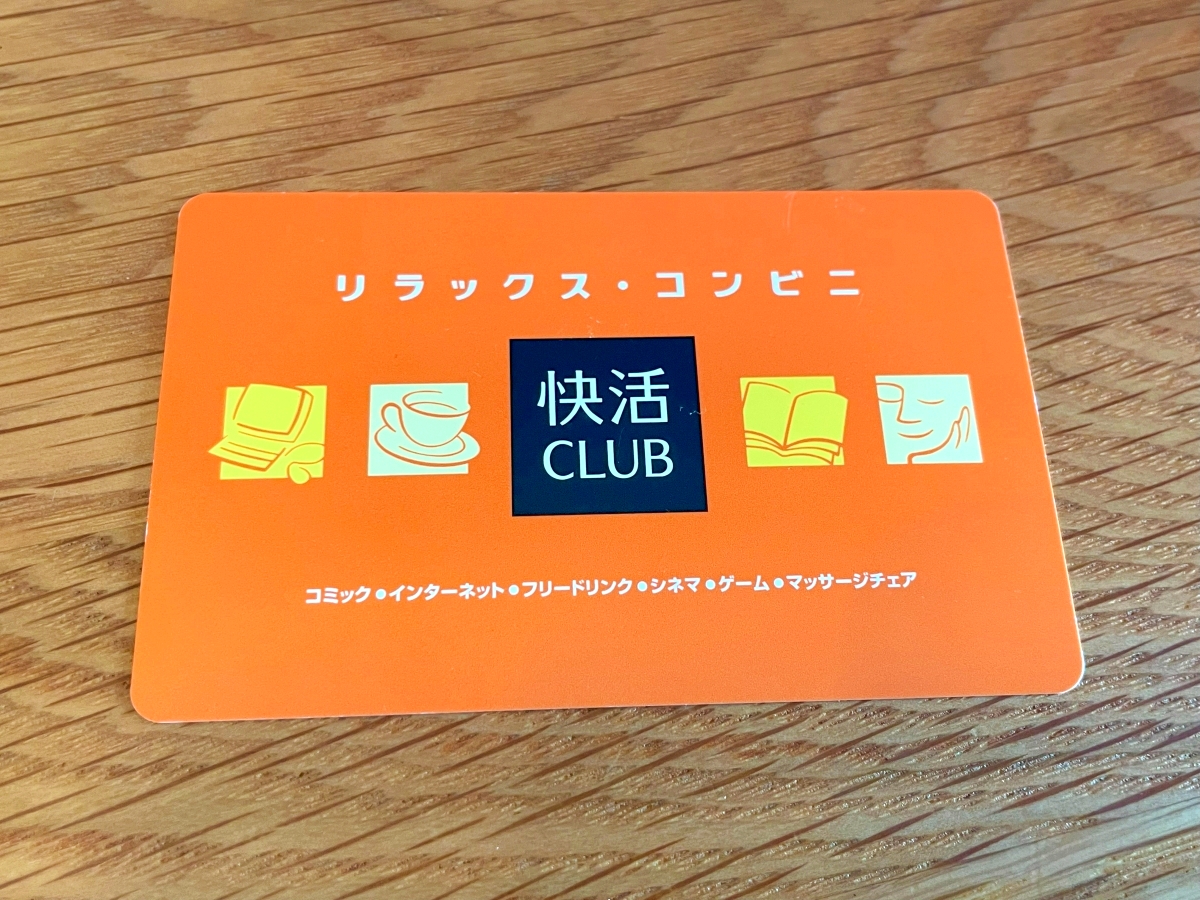 リラックス・コンビニ
快活
CLUB
コミック●インターネット●フリードリンク●シネマ●ゲーム●マッサージチェア